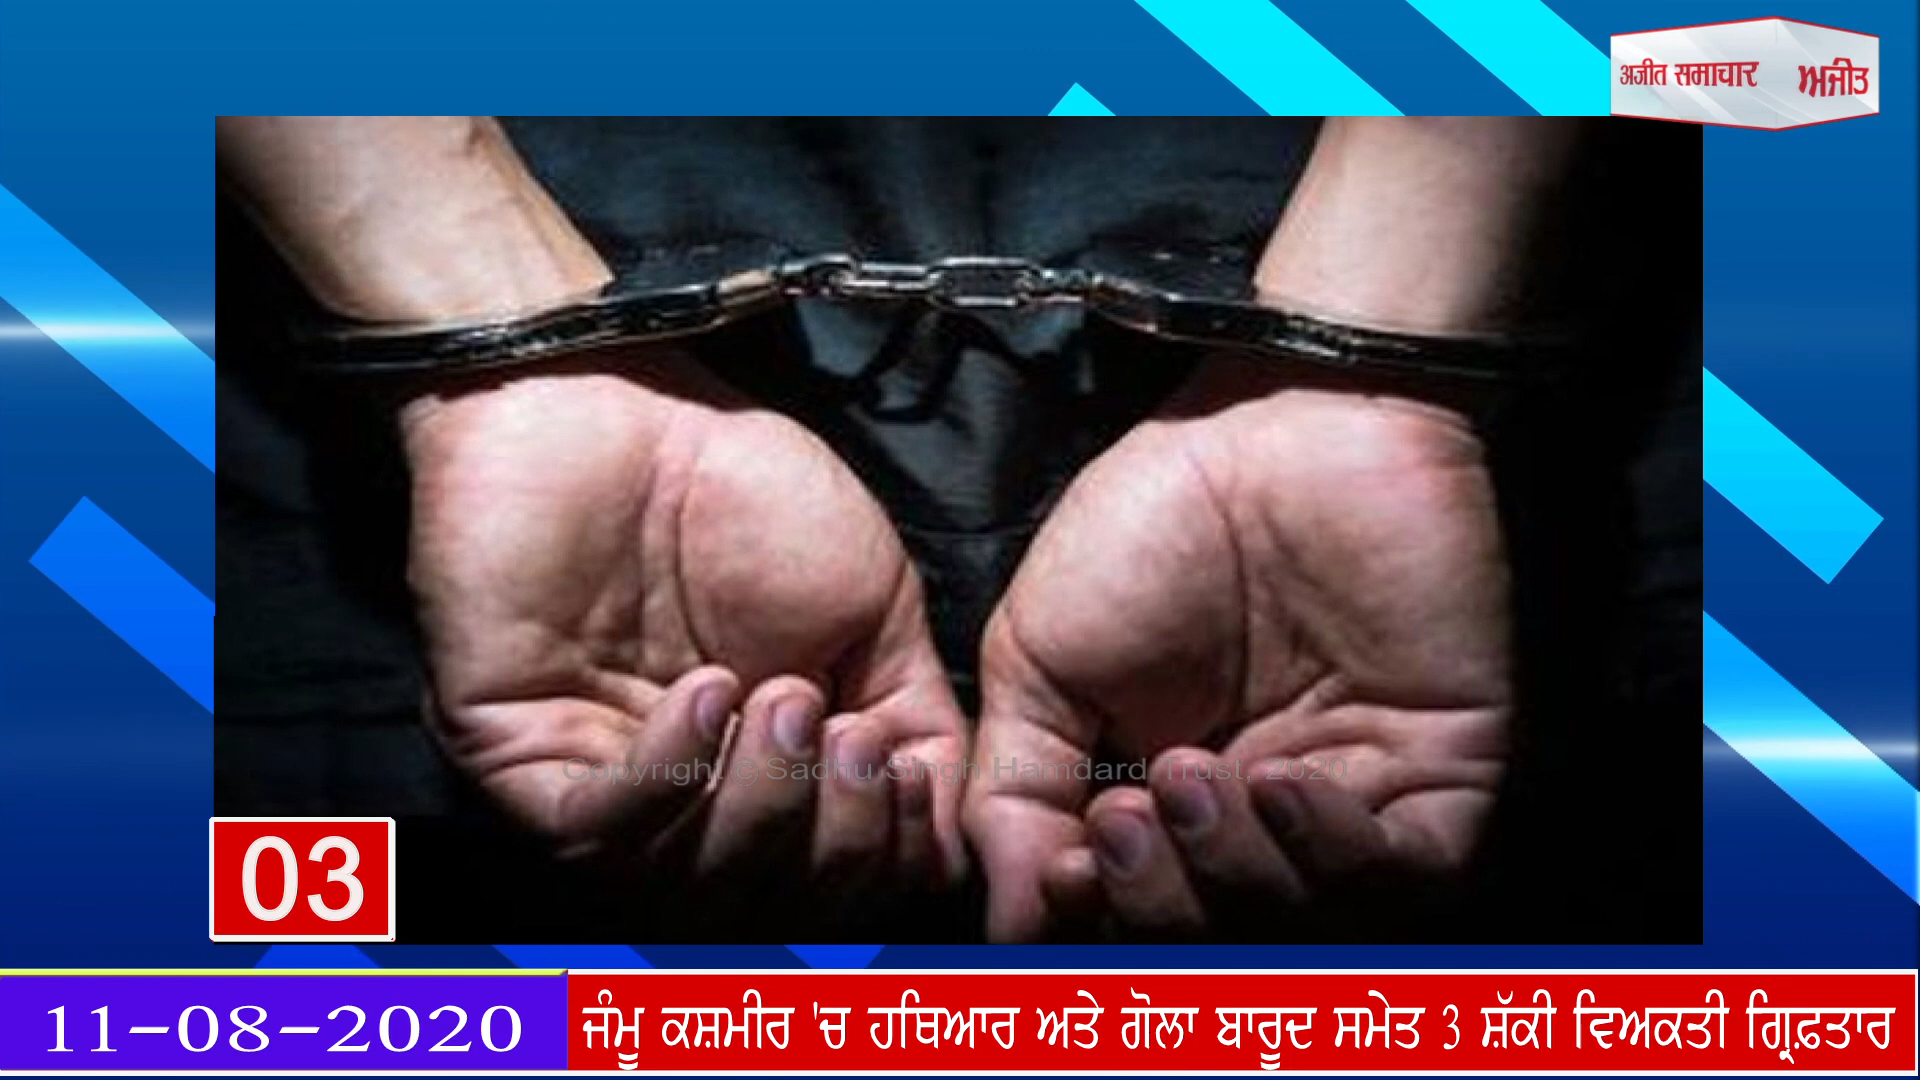 अजीत समाचार ਅਜੀਤ
Copyright © Sadhu Singh Hamdard Trust, 2020
03
11-08-2020
ਜੰਮੂ ਕਸ਼ਮੀਰ 'ਚ ਹਥਿਆਰ ਅਤੇ ਗੋਲਾ ਬਾਰੂਦ ਸਮੇਤ 3 ਸ਼ੱਕੀ ਵਿਅਕਤੀ ਗ੍ਰਿਫ਼ਤਾਰ